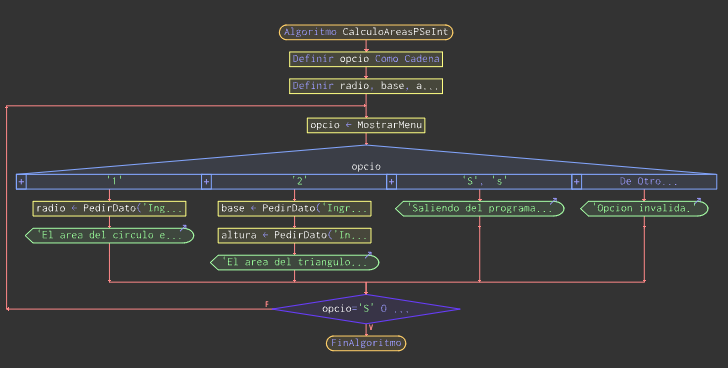 Algoritmo CalculoAreasPSeInt
Definir opcio Como Cadena
Definir radio, base, a...
opcio ← MostrarMenu
opcio
+ '1' + '2' + 'S', 's' + De Otro...
radio ← PedirDato('Ing... base ← PedirDato('Ingr... 'Saliendo del programa... 'Opcion invalida.'
'El area del circulo e... altura ← PedirDato('In...
'El area del triangulo...
F opcio='S' O ...
V
FinAlgoritmo